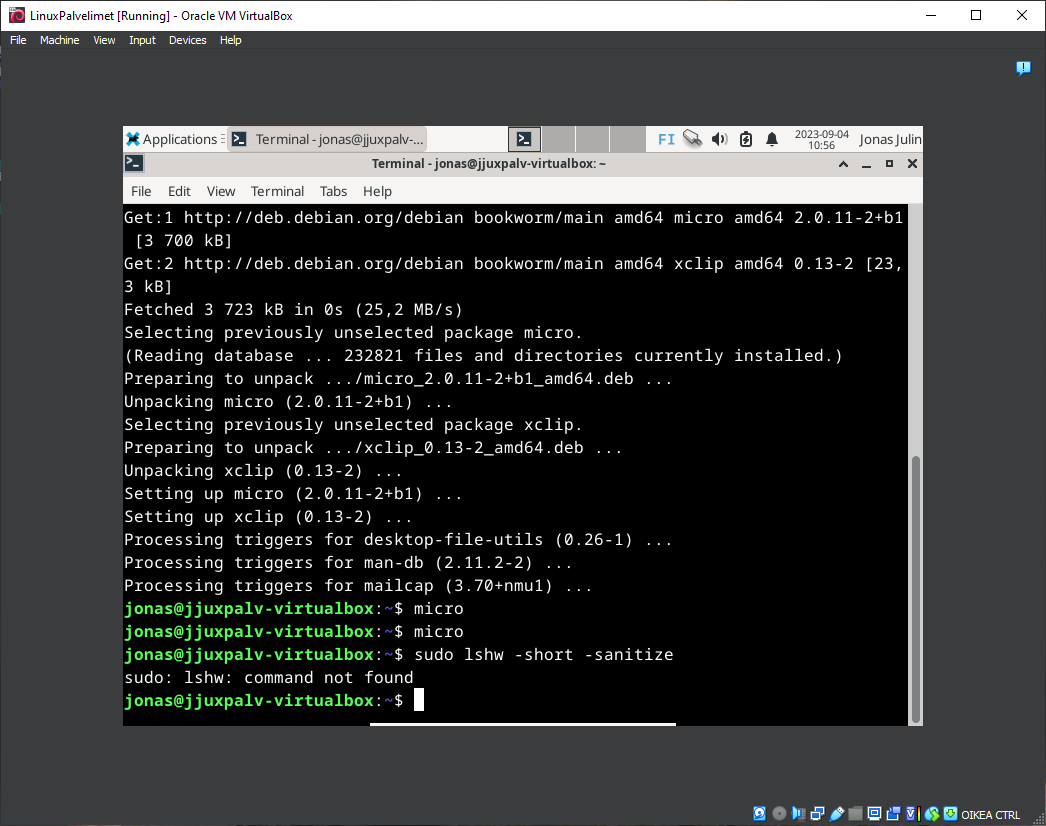 LinuxPalvelimet [Running] - Oracle VM VirtualBox
File Machine View Input Devices Help
Applications Terminal - jonas@jjuxpalv-... FI 2023-09-04 10:56 Jonas Julin
Terminal - jonas@jjuxpalv-virtualbox: ~
File Edit View Terminal Tabs Help
Get:1 http://deb.debian.org/debian bookworm/main amd64 micro amd64 2.0.11-2+b1
[3 700 kB]
Get:2 http://deb.debian.org/debian bookworm/main amd64 xclip amd64 0.13-2 [23,
3 kB]
Fetched 3 723 kB in 0s (25,2 MB/s)
Selecting previously unselected package micro.
(Reading database ... 232821 files and directories currently installed.)
Preparing to unpack .../micro_2.0.11-2+b1_amd64.deb ...
Unpacking micro (2.0.11-2+b1) ...
Selecting previously unselected package xclip.
Preparing to unpack .../xclip_0.13-2_amd64.deb ...
Unpacking xclip (0.13-2) ...
Setting up micro (2.0.11-2+b1) ...
Setting up xclip (0.13-2) ...
Processing triggers for desktop-file-utils (0.26-1) ...
Processing triggers for man-db (2.11.2-2) ...
Processing triggers for mailcap (3.70+nmu1) ...
jonas@jjuxpalv-virtualbox:~$ micro
jonas@jjuxpalv-virtualbox:~$ micro
jonas@jjuxpalv-virtualbox:~$ sudo lshw -short -sanitize
sudo: lshw: command not found
jonas@jjuxpalv-virtualbox:~$
OIKEA CTRL